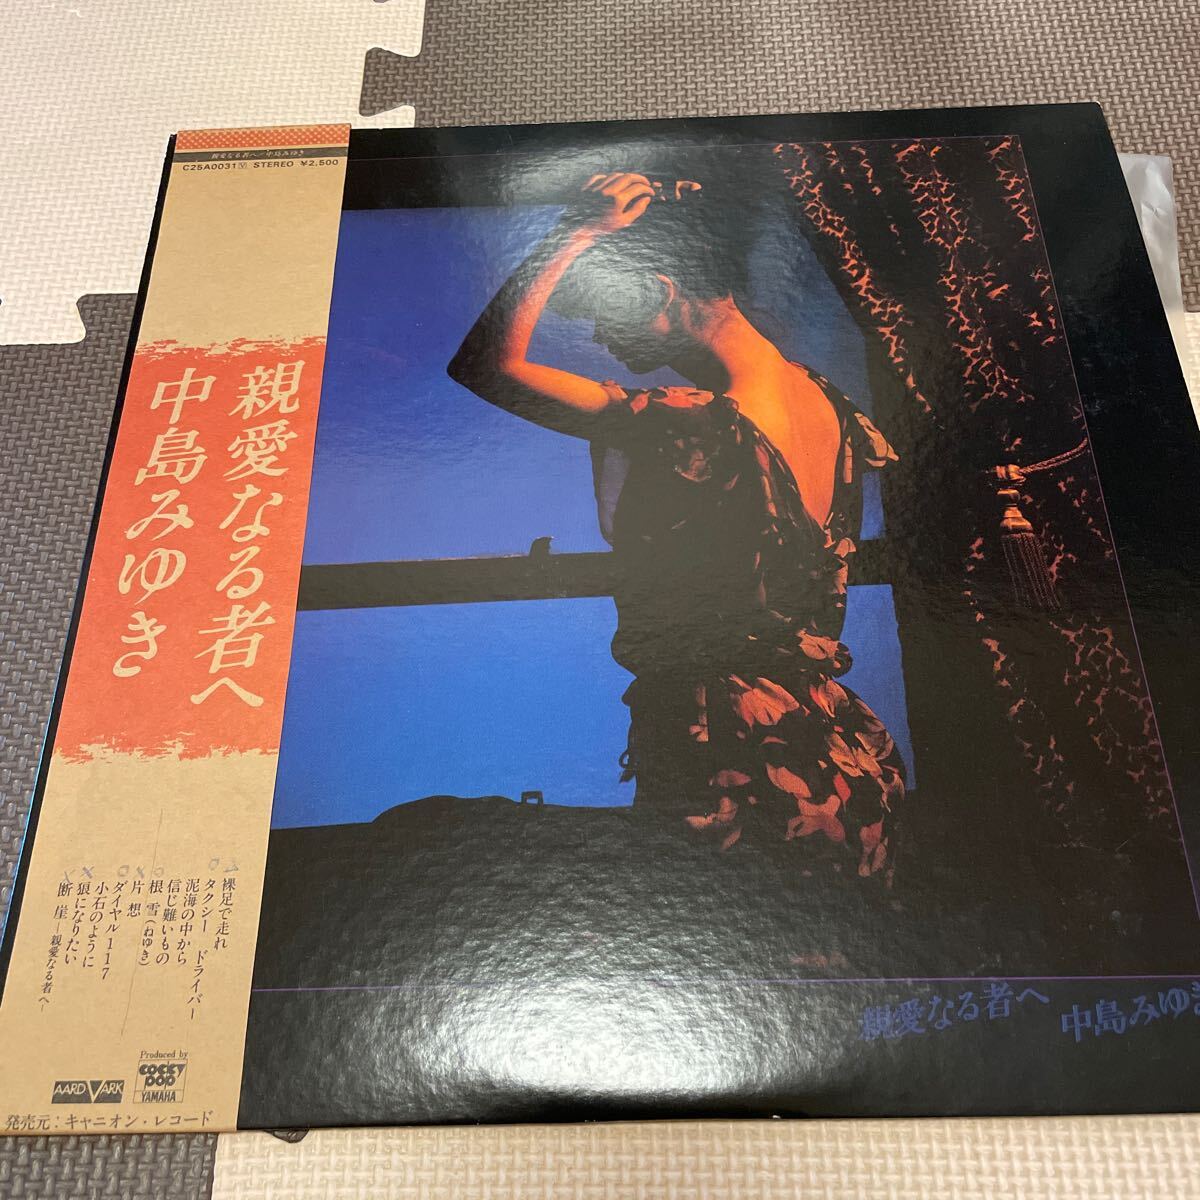 親愛なる者へ/中島みゆき
C25A0031 Ⓥ STEREO ¥2,500
親愛なる者へ
中島みゆき
裸足で走れ
タクシー ドライバー
泥海の中から
信じ難いもの
根雪(ねゆき)
片想
ダイヤル117
小石のように
狼になりたい
断崖―親愛なる者へ―
AARD VARK
Produced by
COCKY
POP
YAMAHA
発売元:キャニオン・レコード
親愛なる者へ 中島みゆき